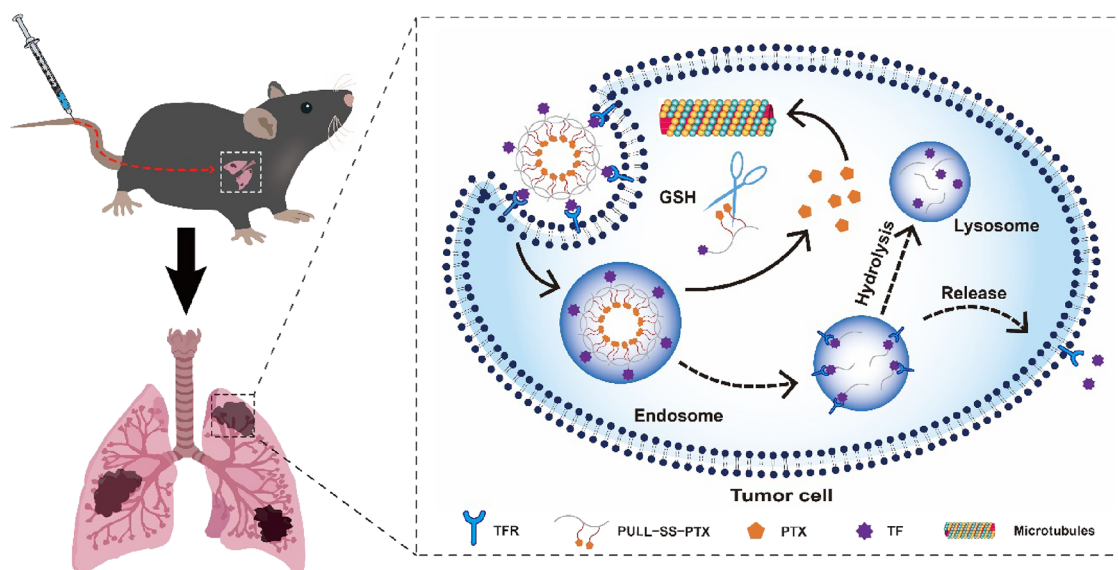 GSH
Lysosome
Hydrolysis
Release
Endosome
Tumor cell
TFR
PULL-SS-PTX
PTX
TF
Microtubules